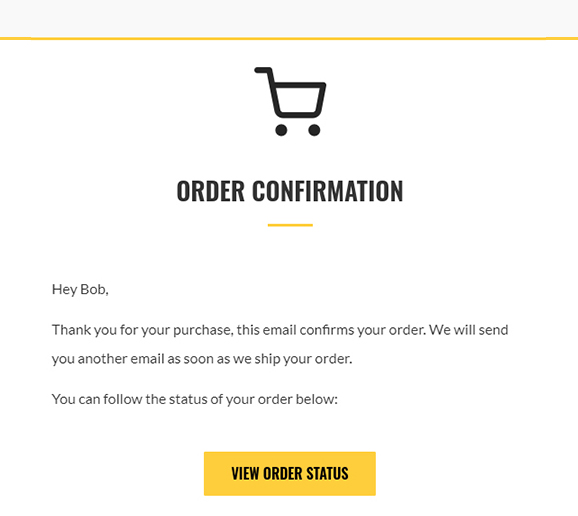 ORDER CONFIRMATION
Hey Bob,
Thank you for your purchase, this email confirms your order. We will send
you another email as soon as we ship your order.
You can follow the status of your order below:
VIEW ORDER STATUS